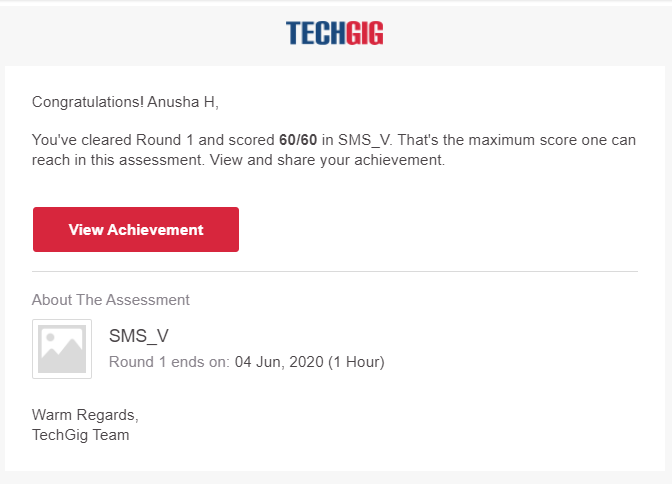 TECHGIG
Congratulations! Anusha H,
You've cleared Round 1 and scored 60/60 in SMS_V. That's the maximum score one can
reach in this assessment. View and share your achievement.
View Achievement
About The Assessment
SMS_V
Round 1 ends on: 04 Jun, 2020 (1 Hour)
Warm Regards,
TechGig Team